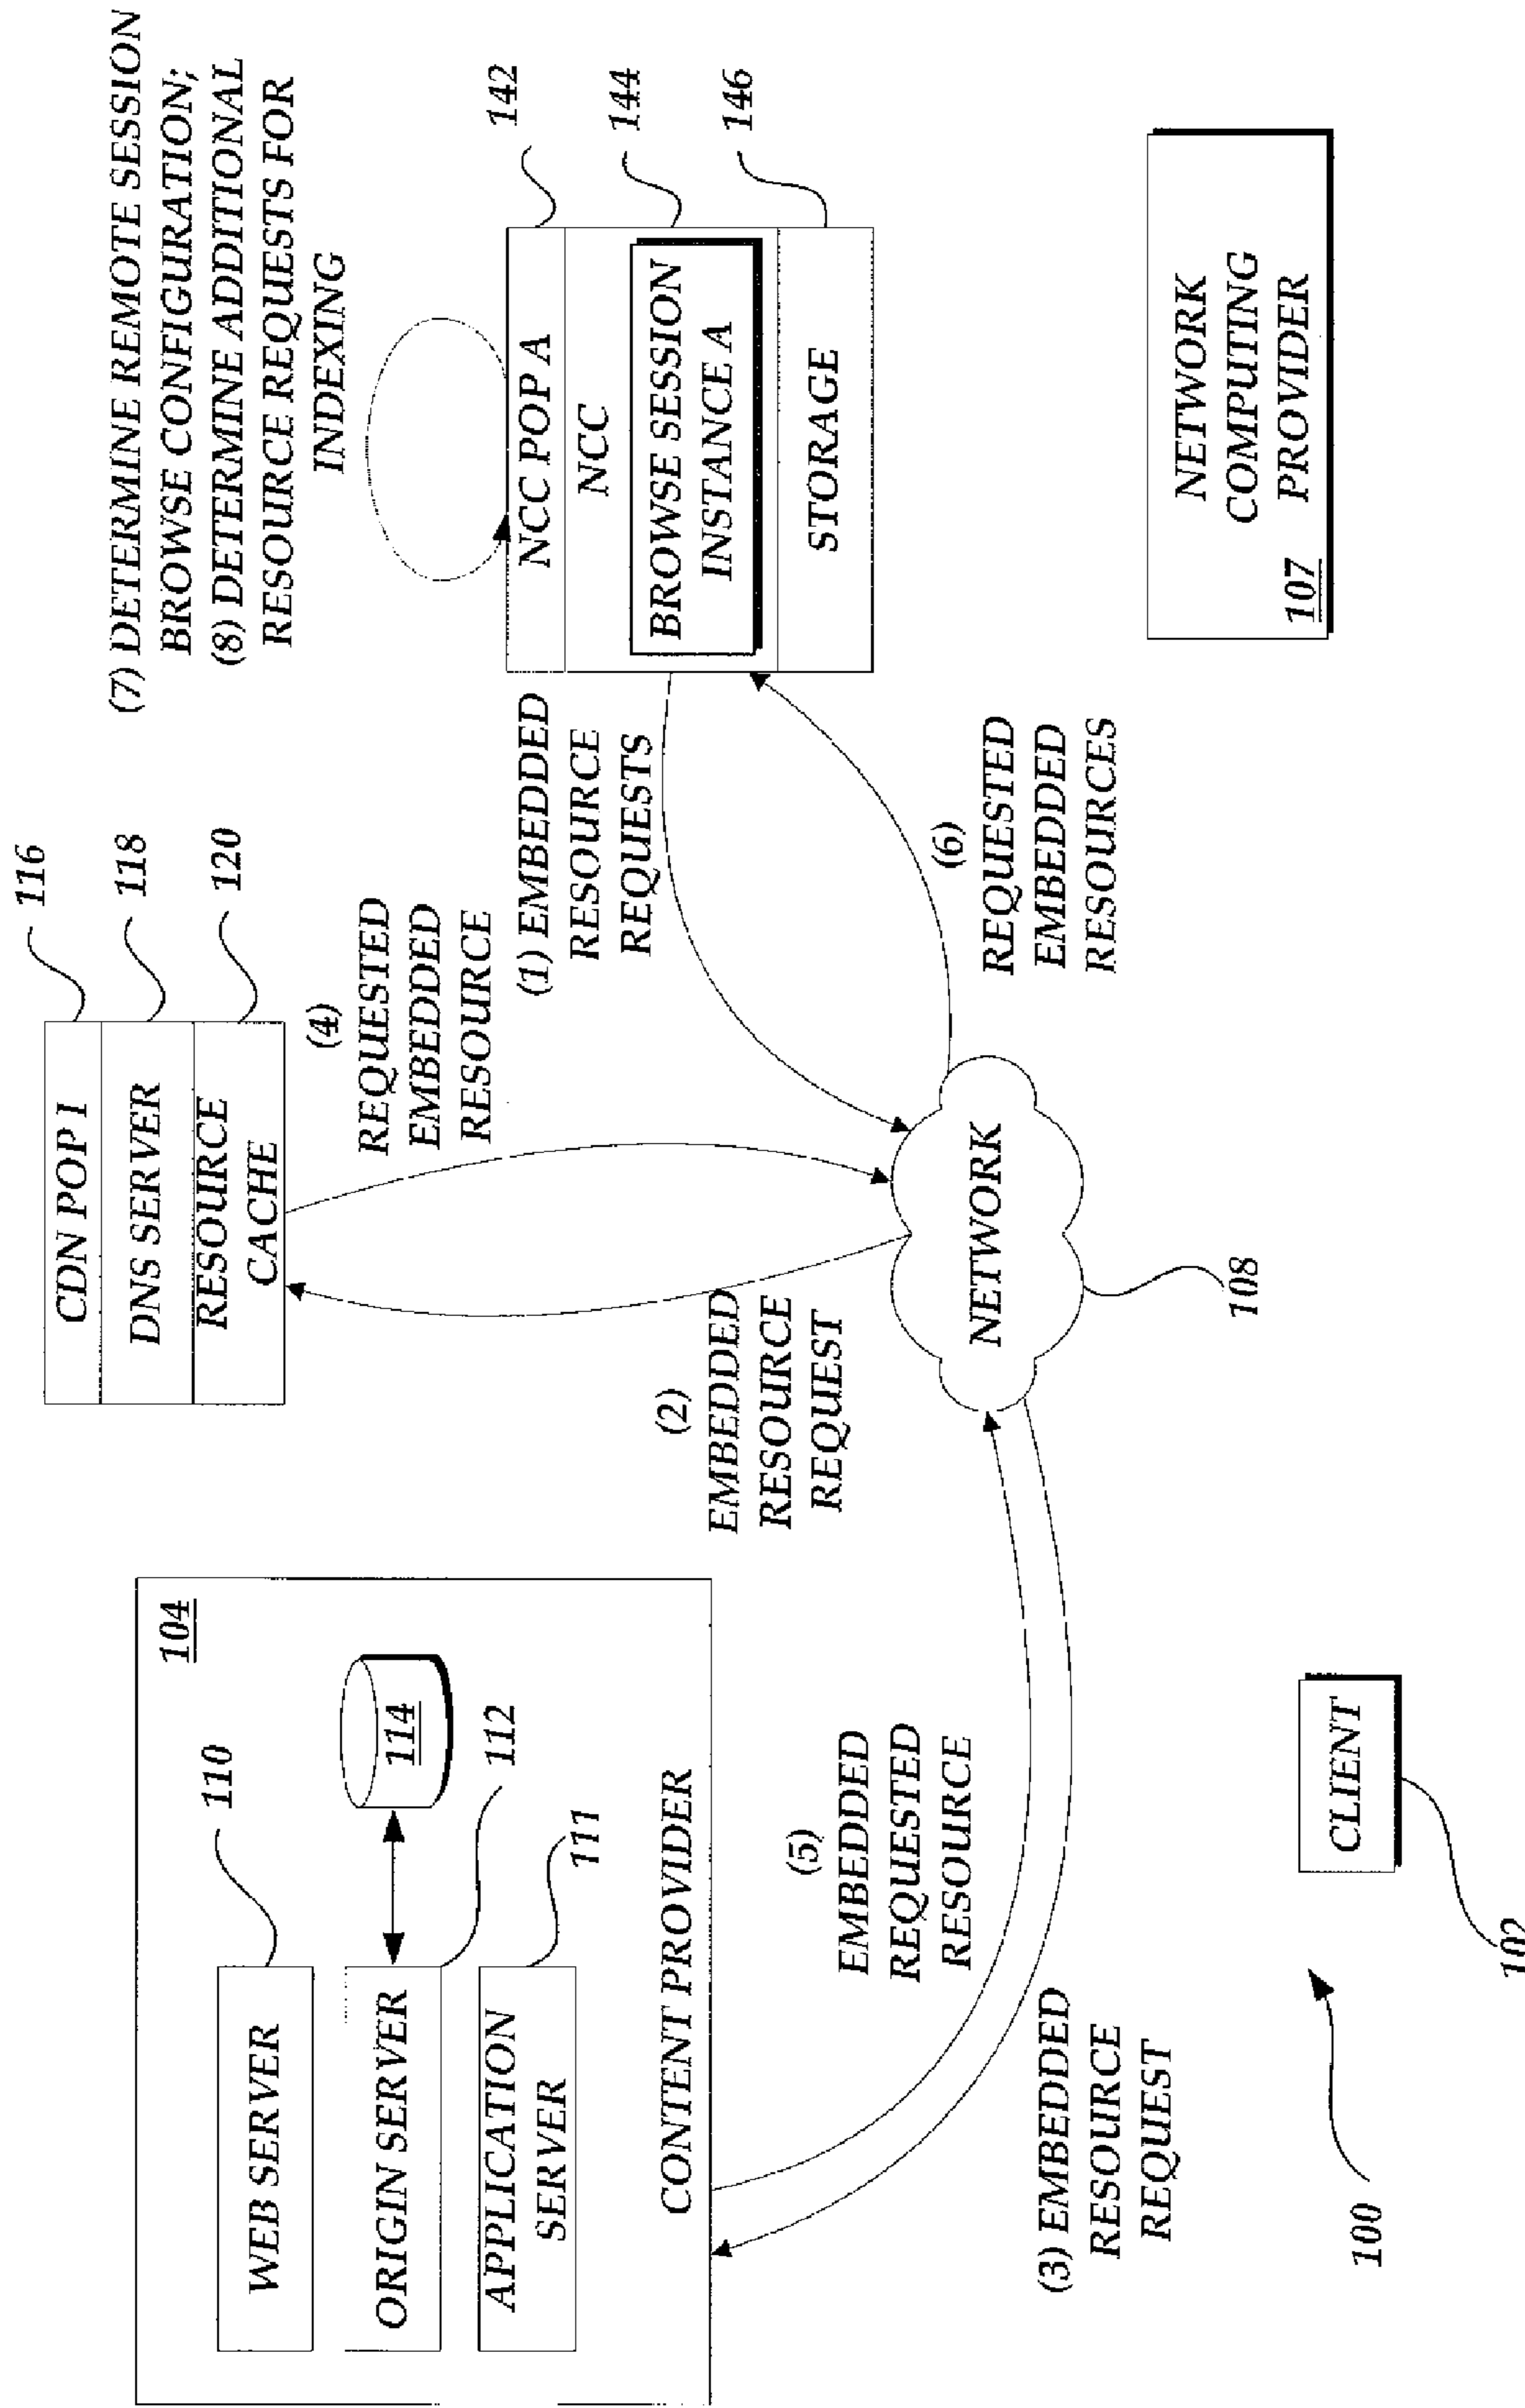 104
110
WEB SERVER
ORIGIN SERVER
114
112
APPLICATION
SERVER
111
CONTENT PROVIDER
CDN POP I
116
DNS SERVER
118
RESOURCE
CACHE
120
(7) DETERMINE REMOTE SESSION
BROWSE CONFIGURATION;
(8) DETERMINE ADDITIONAL
RESOURCE REQUESTS FOR
INDEXING
NCC POP A
142
NCC
144
BROWSE SESSION
INSTANCE A
STORAGE
146
(4)
REQUESTED
EMBEDDED
RESOURCE
(1) EMBEDDED
RESOURCE
REQUESTS
(2)
EMBEDDED
RESOURCE
REQUEST
(6)
REQUESTED
EMBEDDED
RESOURCES
NETWORK
108
(5)
EMBEDDED
REQUESTED
RESOURCE
(3) EMBEDDED
RESOURCE
REQUEST
NETWORK
COMPUTING
PROVIDER
107
CLIENT
102
100